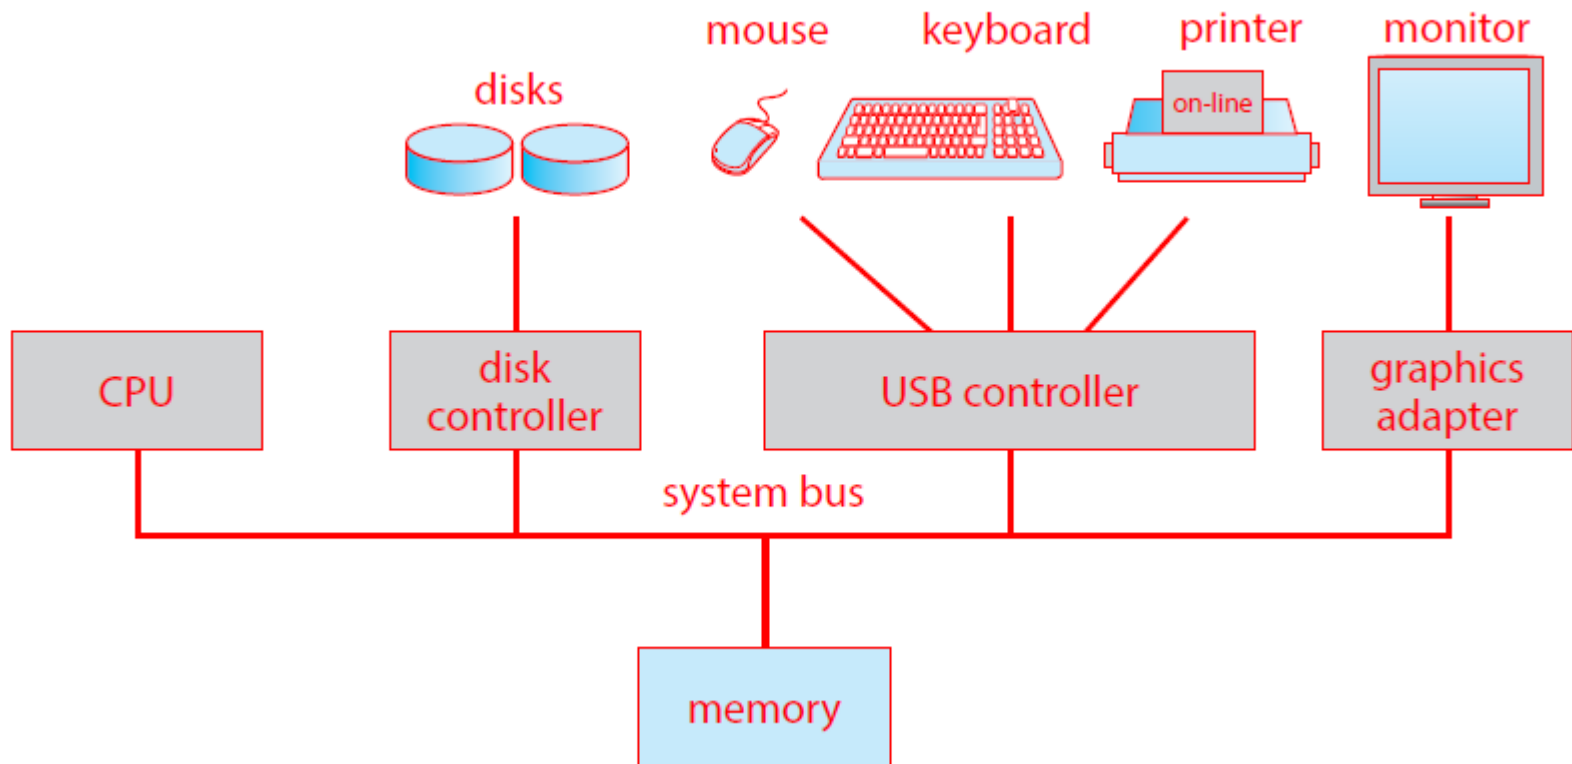 mouse
keyboard
printer
monitor
disks
on-line
CPU
disk
controller
USB controller
graphics
adapter
system bus
memory